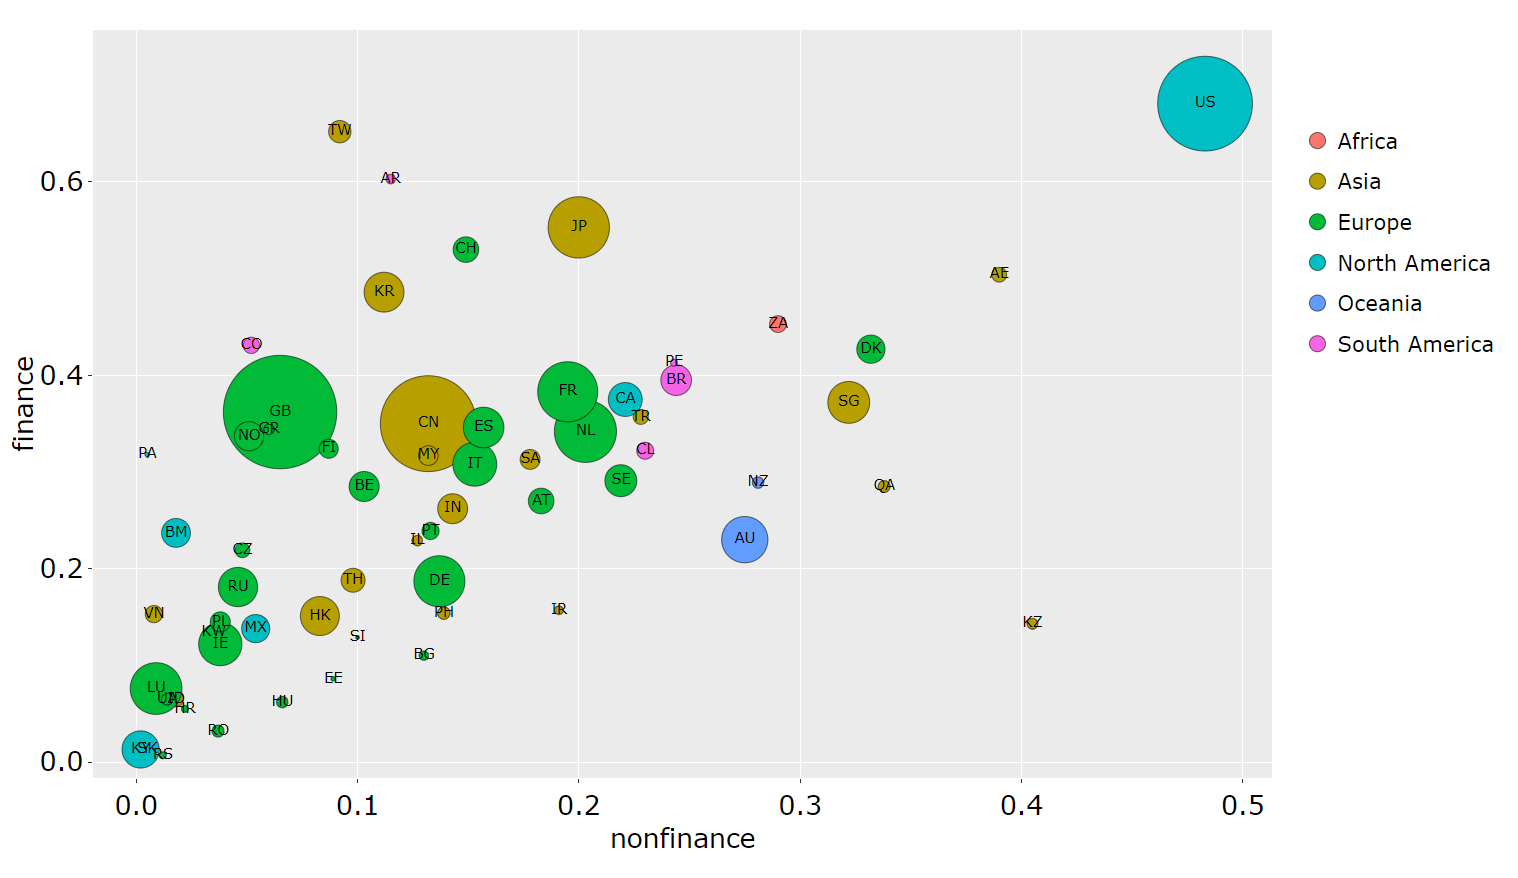 US
TW
0.6
AR
JP
CH
AE
KR
ZA
CO
DK
PE
0.4
BR
FR
CA
SG
GB
TR
CN
ES
GR
NL
NO
FI
CL
PA
MY
SA
IT
SE
NZ
QA
BE
AT
IN
BM
PT
IL
AU
CZ
0.2
DE
TH
RU
VN
PH
IR
HK
PL
KZ
MX
KW
SI
IE
BG
EE
LU
UA
ID
HU
HR
RO
KY
SK
RS
0.0
0.0 0.1 0.2 0.3 0.4 0.5
nonfinance
finance
Africa
Asia
Europe
North America
Oceania
South America